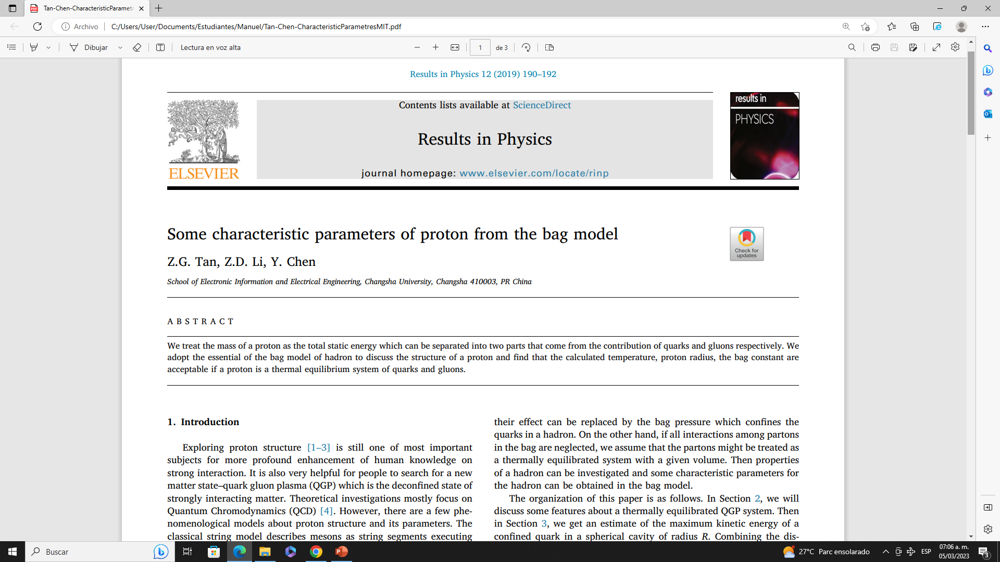 Tan-Chen-CharacteristicParametr
Archivo
C:/Users/User/Documents/Estudiantes/Manuel/Tan-Chen-CharacteristicParametresMIT.pdf
Dibujar
Lectura en voz alta
1
de 3
Results in Physics 12 (2019) 190–192
ELSEVIER
Contents lists available at ScienceDirect
Results in Physics
journal homepage: www.elsevier.com/locate/rinp
results in
PHYSICS
Some characteristic parameters of proton from the bag model
Check for
updates
Z.G. Tan, Z.D. Li, Y. Chen
School of Electronic Information and Electrical Engineering, Changsha University, Changsha 410003, PR China
ABSTRACT
We treat the mass of a proton as the total static energy which can be separated into two parts that come from the contribution of quarks and gluons respectively. We
adopt the essential of the bag model of hadron to discuss the structure of a proton and find that the calculated temperature, proton radius, the bag constant are
acceptable if a proton is a thermal equilibrium system of quarks and gluons.
1. Introduction
Exploring proton structure [1–3] is still one of most important
subjects for more profound enhancement of human knowledge on
strong interaction. It is also very helpful for people to search for a new
matter state–quark gluon plasma (QGP) which is the deconfined state of
strongly interacting matter. Theoretical investigations mostly focus on
Quantum Chromodynamics (QCD) [4]. However, there are a few phe-
nomenological models about proton structure and its parameters. The
classical string model describes mesons as string segments executing
their effect can be replaced by the bag pressure which confines the
quarks in a hadron. On the other hand, if all interactions among partons
in the bag are neglected, we assume that the partons might be treated as
a thermally equilibrated system with a given volume. Then properties
of a hadron can be investigated and some characteristic parameters for
the hadron can be obtained in the bag model.
The organization of this paper is as follows. In Section 2, we will
discuss some features about a thermally equilibrated QGP system. Then
in Section 3, we get an estimate of the maximum kinetic energy of a
confined quark in a spherical cavity of radius R. Combining the dis-
Buscar
27°C Parc ensolarado
ESP
07:06 a. m.
05/03/2023
3